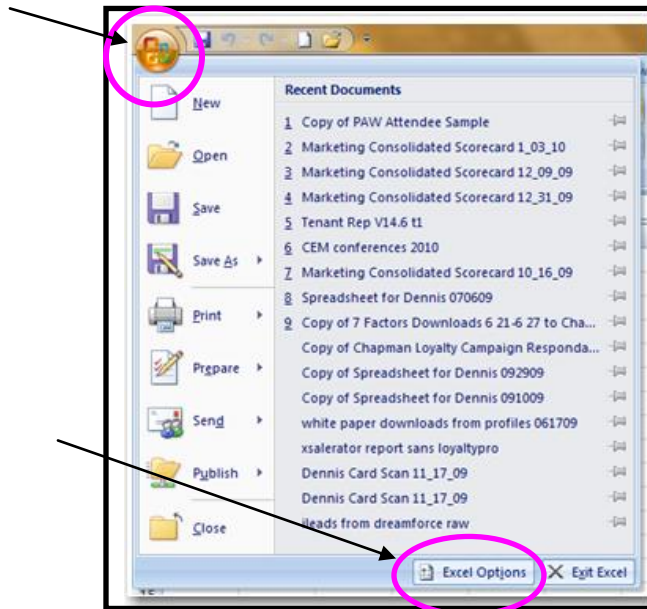 Recent Documents
New
Open
Save
Save As
Print
Prepare
Send
Publish
Close
1 Copy of PAW Attendee Sample
2 Marketing Consolidated Scorecard 1_03_10
3 Marketing Consolidated Scorecard 12_09_09
4 Marketing Consolidated Scorecard 12_31_09
5 Tenant Rep V14.6 t1
6 CEM conferences 2010
7 Marketing Consolidated Scorecard 10_16_09
8 Spreadsheet for Dennis 070609
9 Copy of 7 Factors Downloads 6 21-6 27 to Cha...
Copy of Chapman Loyalty Campaign Responda...
Copy of Spreadsheet for Dennis 092909
Copy of Spreadsheet for Dennis 091009
white paper downloads from profiles 061709
xsalerator report sans loyaltypro
Dennis Card Scan 11_17_09
Dennis Card Scan 11_17_09
ileads from dreamforce raw
Excel Options
Exit Excel